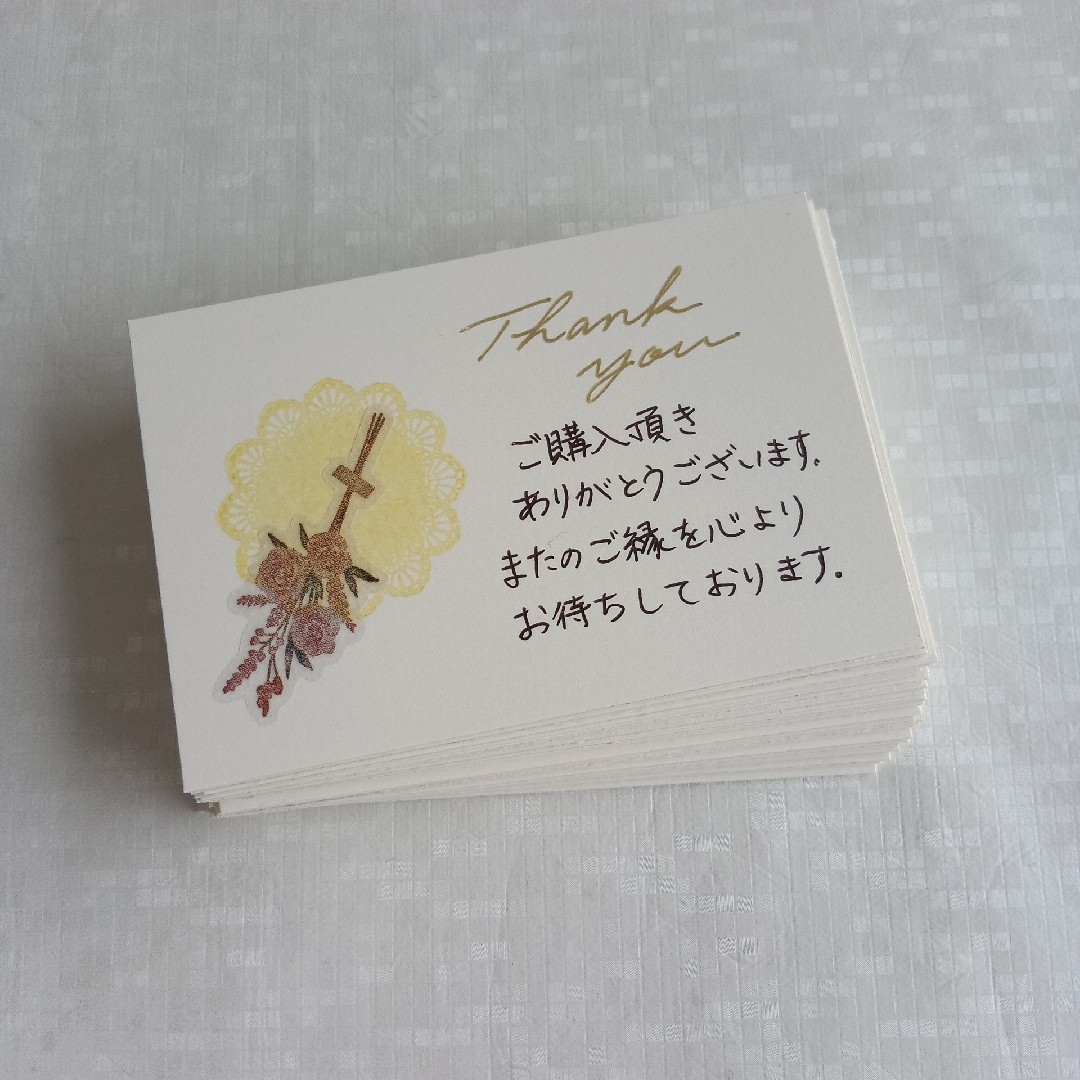 Thank
you
ご購入頂き
ありがとうございます。
またのご縁を心より
お待ちしております。